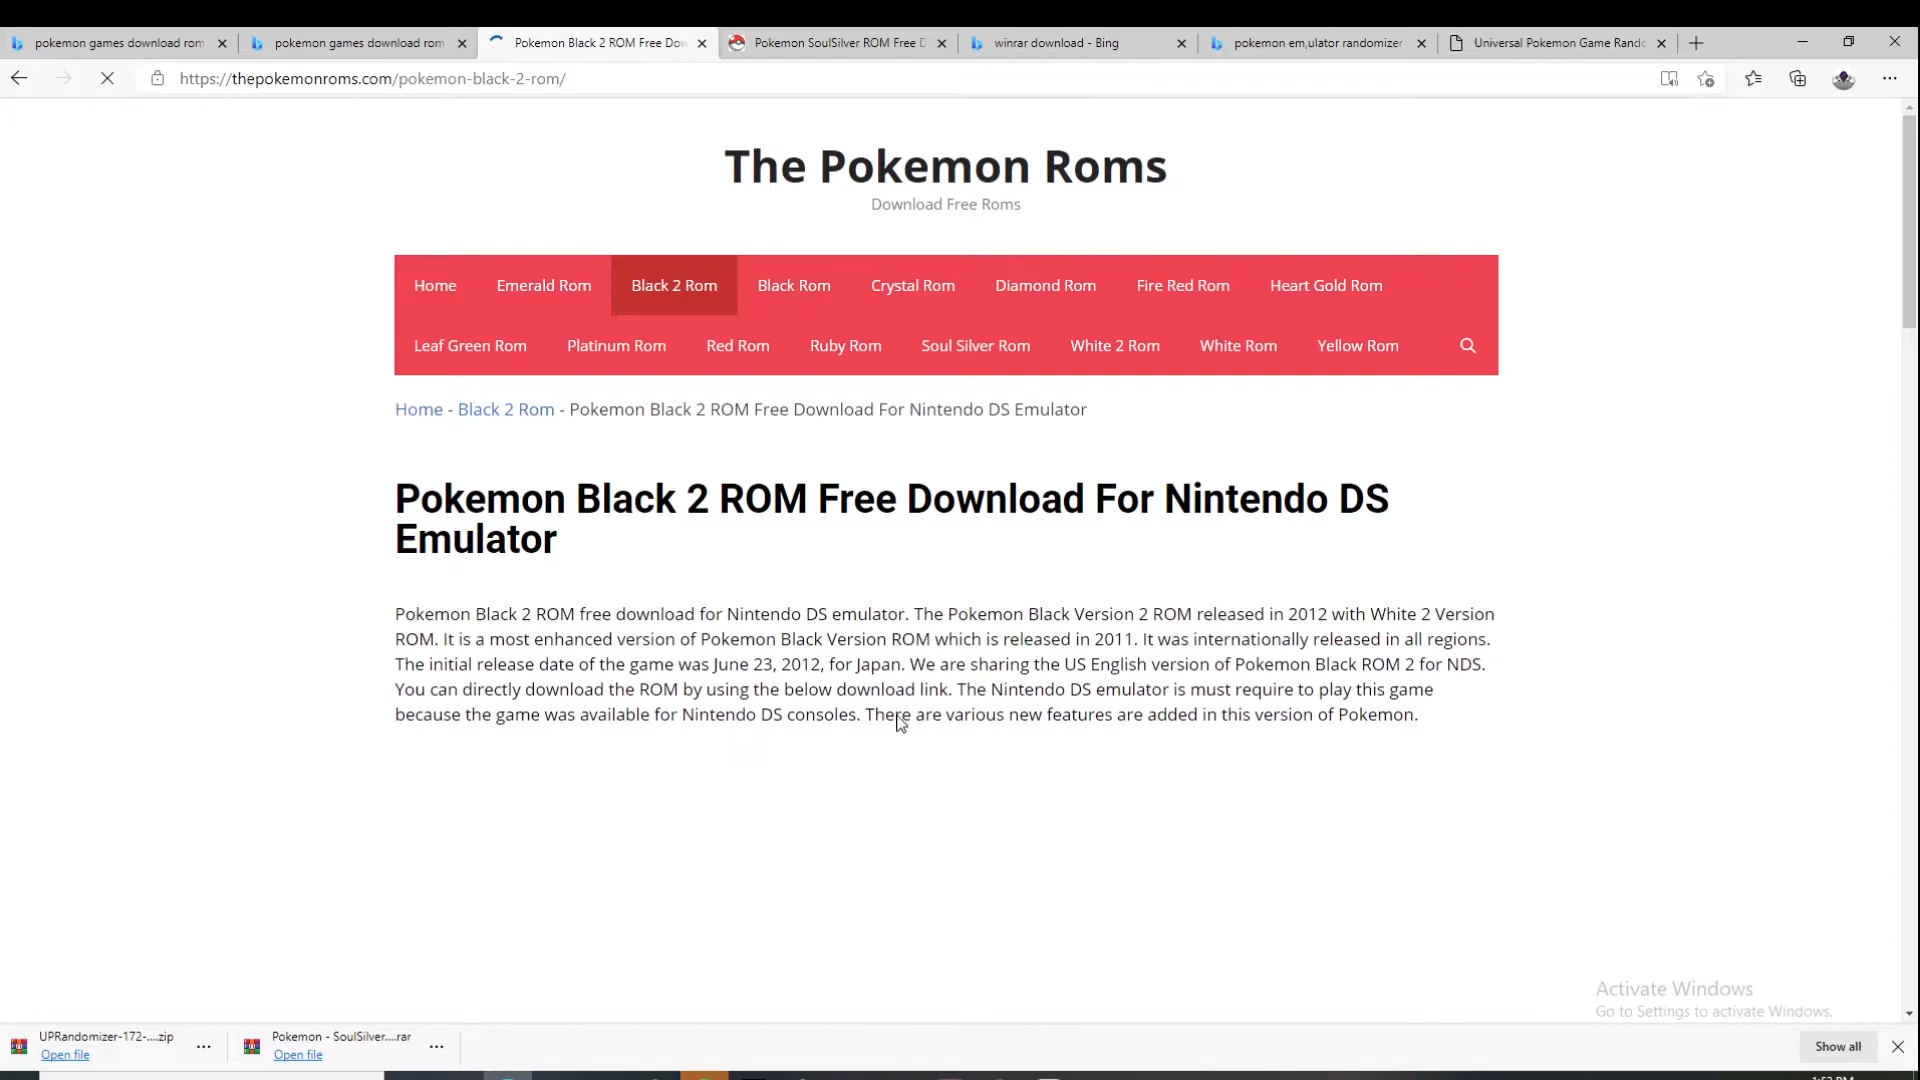 pokemon games download rom
pokemon games download rom
Pokemon Black 2 ROM Free Dow
Pokemon SoulSilver ROM Free D
winrar download - Bing
pokemon em,ulator randomizer
Universal Pokemon Game Rando
https://thepokemonroms.com/pokemon-black-2-rom/
The Pokemon Roms
Download Free Roms
Home Emerald Rom Black 2 Rom Black Rom Crystal Rom Diamond Rom Fire Red Rom Heart Gold Rom
Leaf Green Rom Platinum Rom Red Rom Ruby Rom Soul Silver Rom White 2 Rom White Rom Yellow Rom
Home - Black 2 Rom - Pokemon Black 2 ROM Free Download For Nintendo DS Emulator
Pokemon Black 2 ROM Free Download For Nintendo DS
Emulator
Pokemon Black 2 ROM free download for Nintendo DS emulator. The Pokemon Black Version 2 ROM released in 2012 with White 2 Version
ROM. It is a most enhanced version of Pokemon Black Version ROM which is released in 2011. It was internationally released in all regions.
The initial release date of the game was June 23, 2012, for Japan. We are sharing the US English version of Pokemon Black ROM 2 for NDS.
You can directly download the ROM by using the below download link. The Nintendo DS emulator is must require to play this game
because the game was available for Nintendo DS consoles. There are various new features are added in this version of Pokemon.
Activate Windows
Go to Settings to activate Windows.
UPRandomizer-172-....zip
Open file
Pokemon - SoulSilver....rar
Open file
Show all